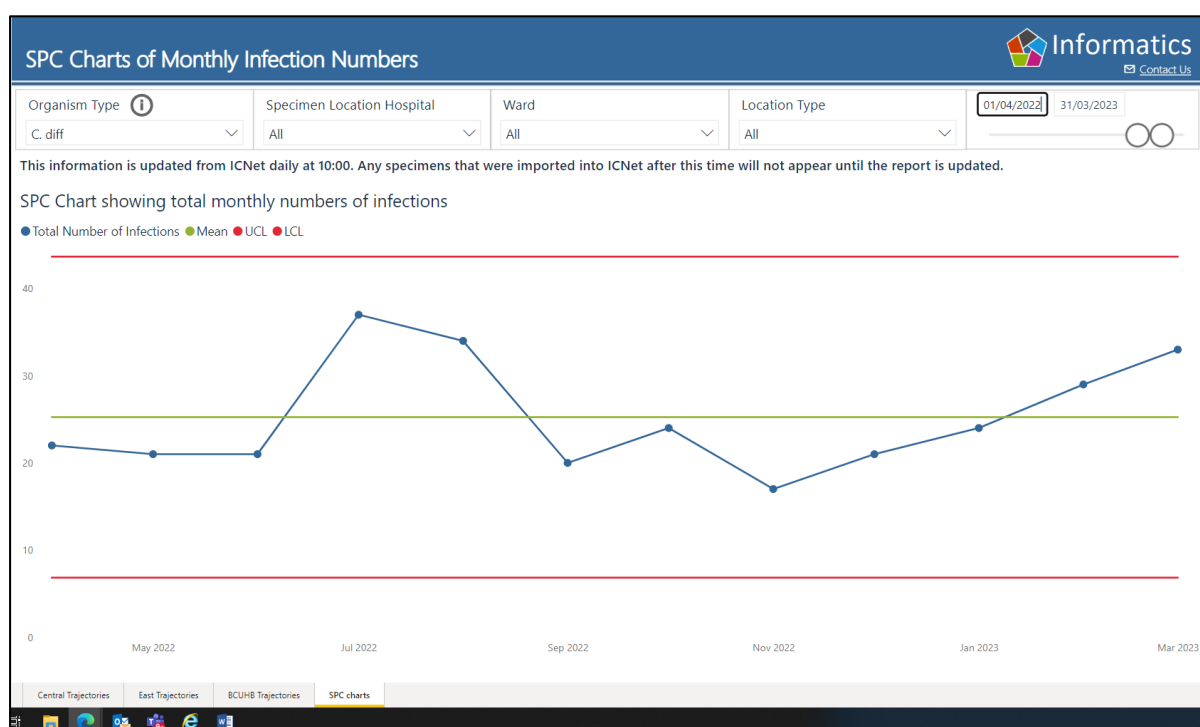 SPC Charts of Monthly Infection Numbers
Informatics
Contact Us
Organism Type
Specimen Location Hospital
Ward
Location Type
01/04/2022
31/03/2023
C. diff
All
All
All
This information is updated from ICNet daily at 10:00. Any specimens that were imported into ICNet after this time will not appear until the report is updated.
SPC Chart showing total monthly numbers of infections
Total Number of Infections Mean UCL LCL
40
30
20
10
0
May 2022
Jul 2022
Sep 2022
Nov 2022
Jan 2023
Mar 2023
Central Trajectories
East Trajectories
BCUHB Trajectories
SPC charts